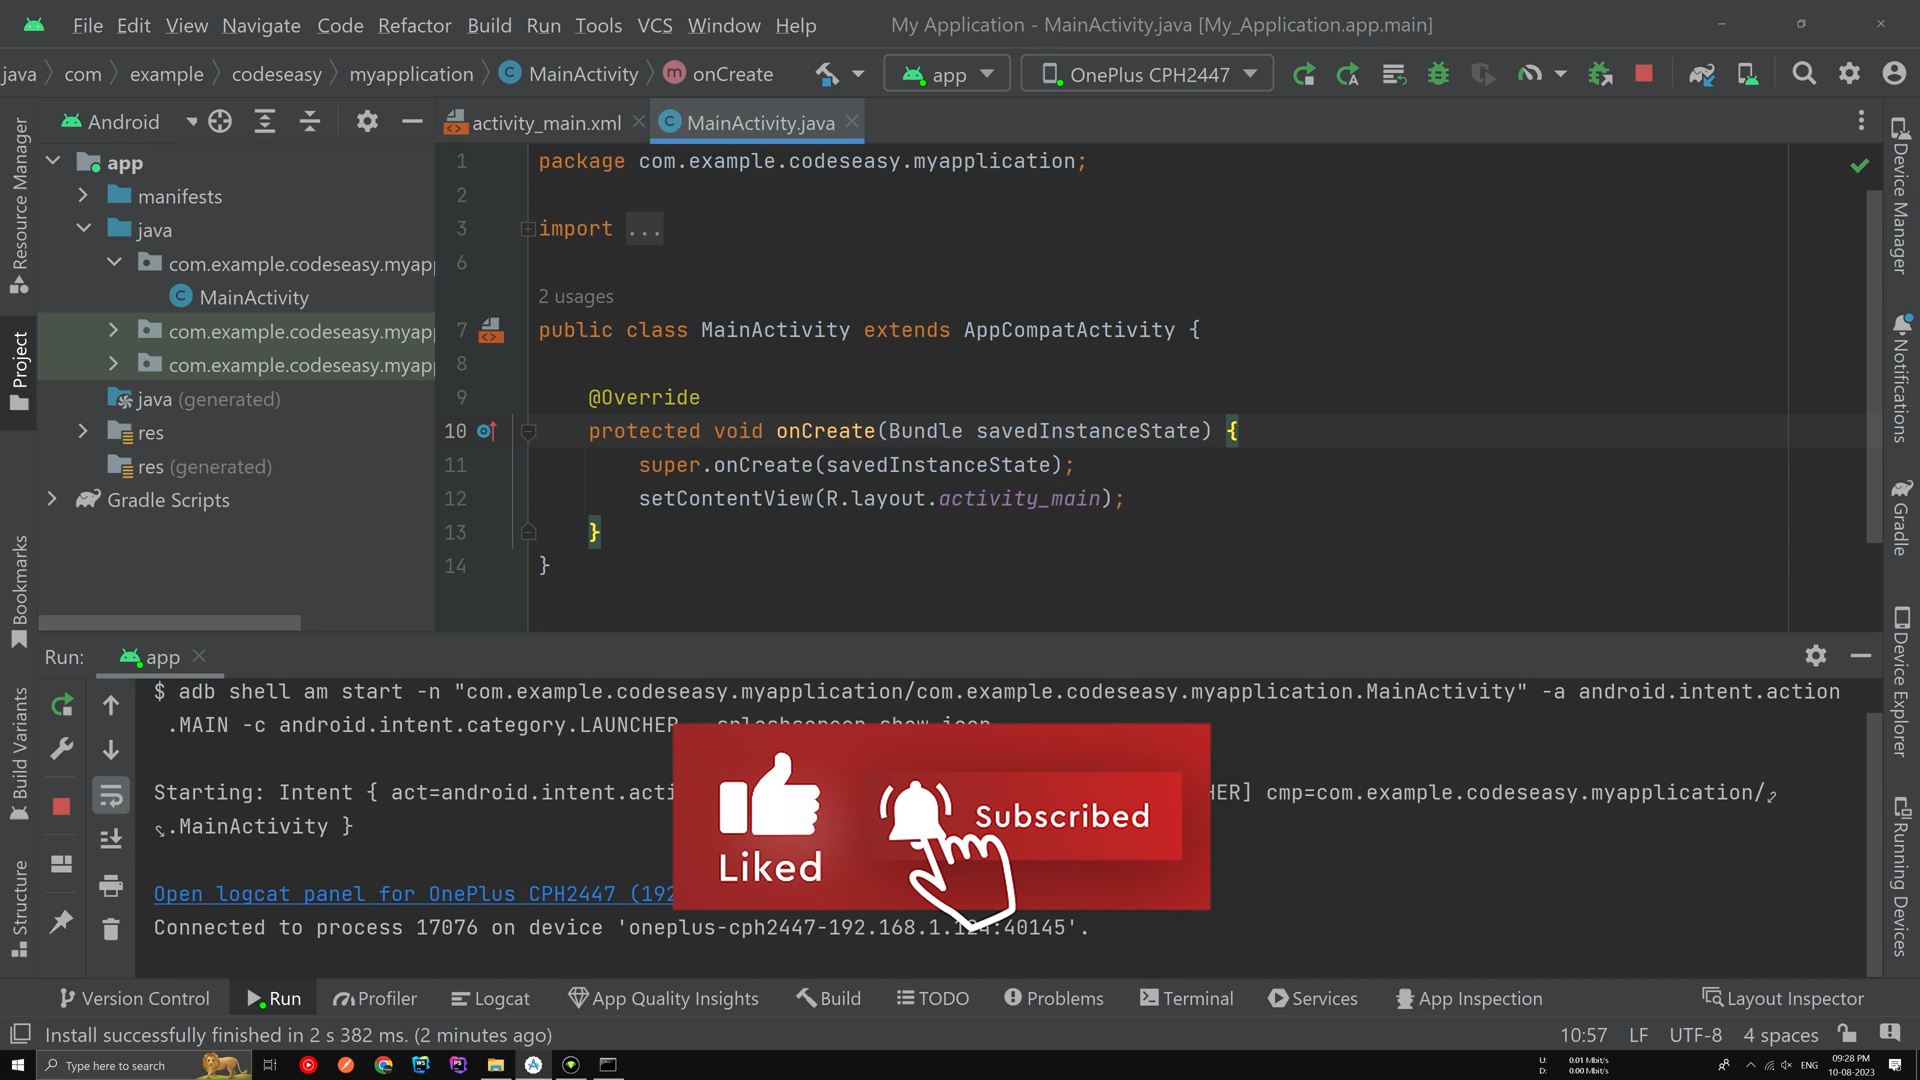 File Edit View Navigate Code Refactor Build Run Tools VCS Window Help My Application - MainActivity.java [My_Application.app.main]
java com example codeseasy myapplication C MainActivity m onCreate app OnePlus CPH2447
Android activity_main.xml C MainActivity.java
Resource Manager
Project
Bookmarks
Build Variants
Structure
app
manifests
java
com.example.codeseasy.myap
C MainActivity
com.example.codeseasy.myap
com.example.codeseasy.myap
java (generated)
res
res (generated)
Gradle Scripts
1 package com.example.codeseasy.myapplication;
2
3 import ...
6
2 usages
7 public class MainActivity extends AppCompatActivity {
8
9 @Override
10 protected void onCreate(Bundle savedInstanceState) {
11 super.onCreate(savedInstanceState);
12 setContentView(R.layout.activity_main);
13 }
14 }
Device Manager
Notifications
Gradle
Device Explorer
Running Devices
Run: app
$ adb shell am start -n "com.example.codeseasy.myapplication/com.example.codeseasy.myapplication.MainActivity" -a android.intent.action
.MAIN -c android.intent.category.LAUNCHER
Starting: Intent { act=android.intent.acti HER] cmp=com.example.codeseasy.myapplication/
.MainActivity }
Open logcat panel for OnePlus CPH2447 (192
Connected to process 17076 on device 'oneplus-cph2447-192.168.1.124:40145'.
Liked
Subscribed
Version Control Run Profiler Logcat App Quality Insights Build TODO Problems Terminal Services App Inspection Layout Inspector
Install successfully finished in 2 s 382 ms. (2 minutes ago) 10:57 LF UTF-8 4 spaces
Type here to search
U: 0.01 Mbit/s
D: 0.00 Mbit/s
ENG
09:28 PM
10-08-2023